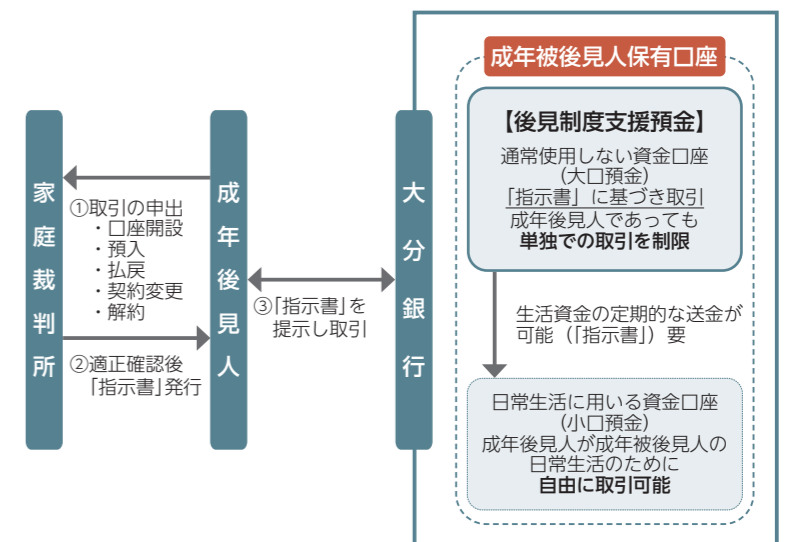 家庭裁判所
①取引の申出
・口座開設
・預入
・払戻
・契約変更
・解約
②適正確認後
「指示書」発行
成年後見人
③「指示書」を
提示し取引
大分銀行
成年被後見人保有口座
【後見制度支援預金】
通常使用しない資金口座
(大口預金)
「指示書」に基づき取引
成年後見人であっても
単独での取引を制限
生活資金の定期的な送金が
可能（「指示書」）要
日常生活に用いる資金口座
(小口預金)
成年後見人が成年被後見人の
日常生活のために
自由に取引可能